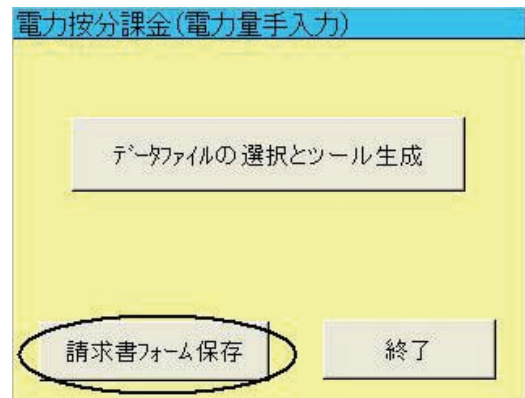 電力按分課金(電力量手入力)
データファイルの選択とツール生成
請求書フォーム保存
終了